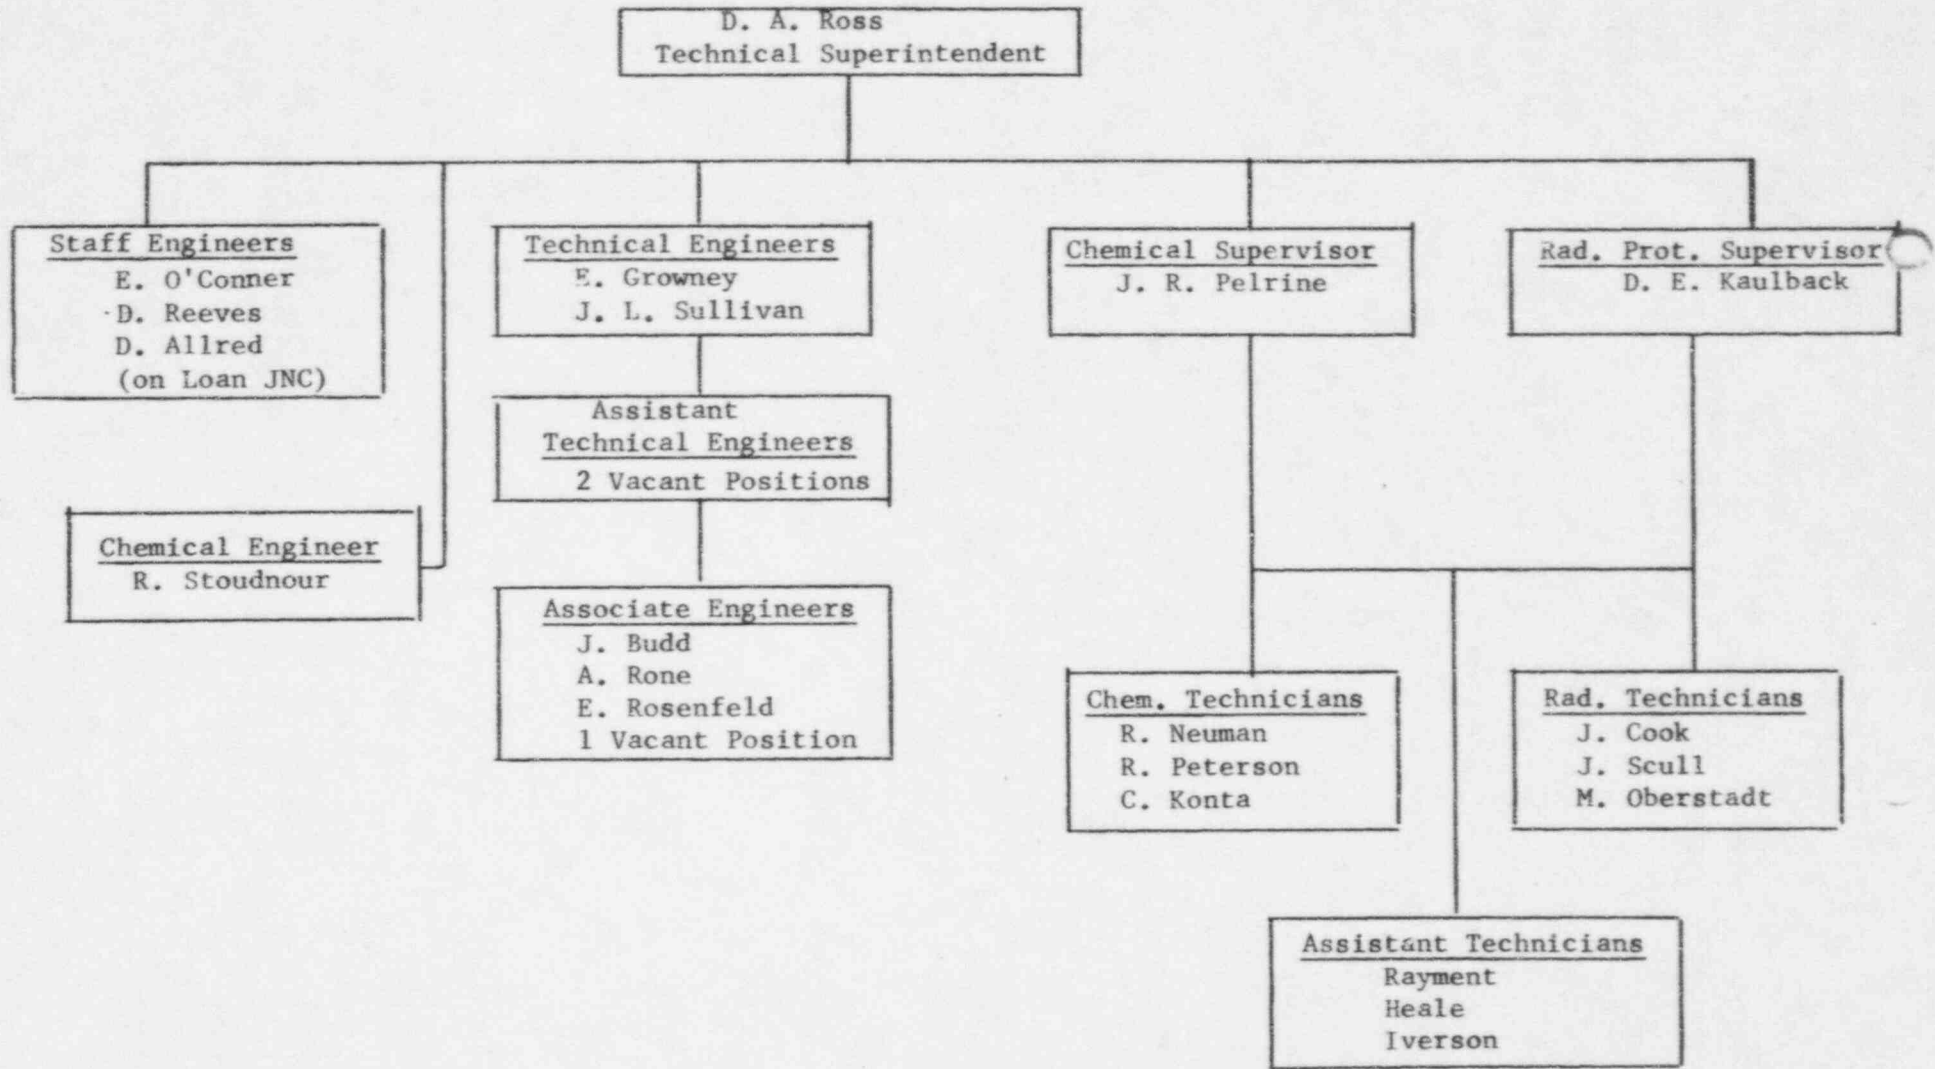 D. A. Ross
Technical Superintendent
Staff Engineers
E. O'Conner
D. Reeves
D. Allred
(on Loan JNC)
Technical Engineers
E. Growney
J. L. Sullivan
Chemical Supervisor
J. R. Pelrine
Rad. Prot. Supervisor
D. E. Kaulback
Assistant
Technical Engineers
2 Vacant Positions
Chemical Engineer
R. Stoudnour
Associate Engineers
J. Budd
A. Rone
E. Rosenfeld
1 Vacant Position
Chem. Technicians
R. Neuman
R. Peterson
C. Konta
Rad. Technicians
J. Cook
J. Scull
M. Oberstadt
Assistant Technicians
Rayment
Heale
Iverson